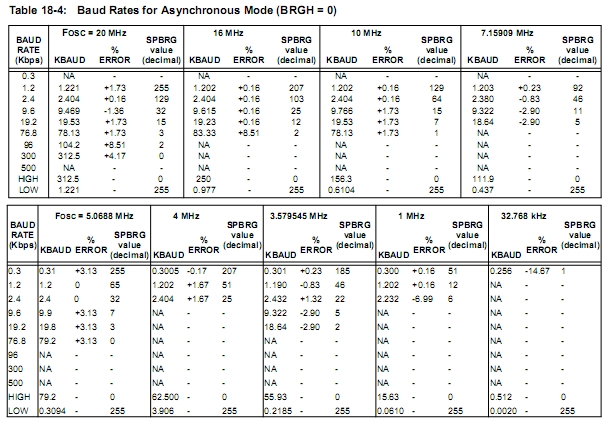 Table 18-4: Baud Rates for Asynchronous Mode (BRGH = 0)
BAUD RATE (Kbps) FOSC = 20 MHz 16 MHz 10 MHz 7.15909 MHz
KBAUD % ERROR SPBRG value (decimal) KBAUD % ERROR SPBRG value (decimal) KBAUD % ERROR SPBRG value (decimal) KBAUD % ERROR SPBRG value (decimal)
0.3 NA - - NA - - NA - - NA - -
1.2 1.221 +1.73 255 1.202 +0.16 207 1.202 +0.16 129 1.203 +0.23 92
2.4 2.404 +0.16 129 2.404 +0.16 103 2.404 +0.16 64 2.380 -0.83 46
9.6 9.469 -1.36 32 9.615 +0.16 25 9.766 +1.73 15 9.322 -2.90 11
19.2 19.53 +1.73 15 19.23 +0.16 12 19.53 +1.73 7 18.64 -2.90 5
76.8 78.13 +1.73 3 83.33 +8.51 2 78.13 +1.73 1 NA - -
96 104.2 +8.51 2 NA - - NA - - NA - -
300 312.5 +4.17 0 NA - - NA - - NA - -
500 NA - - NA - - NA - - NA - -
HIGH 312.5 - 0 250 - 0 156.3 - 0 111.9 - 0
LOW 1.221 - 255 0.977 - 255 0.6104 - 255 0.437 - 255
BAUD RATE (Kbps) FOSC = 5.0688 MHz 4 MHz 3.579545 MHz 1 MHz 32.768 kHz
KBAUD % ERROR SPBRG value (decimal) KBAUD % ERROR SPBRG value (decimal) KBAUD % ERROR SPBRG value (decimal) KBAUD % ERROR SPBRG value (decimal) KBAUD % ERROR SPBRG value (decimal)
0.3 0.31 +3.13 255 0.3005 -0.17 207 0.301 +0.23 185 0.300 +0.16 51 0.256 -14.67 1
1.2 1.2 0 65 1.202 +1.67 51 1.190 -0.83 46 1.202 +0.16 12 NA - -
2.4 2.4 0 32 2.404 +1.67 25 2.432 +1.32 22 2.232 -6.99 6 NA - -
9.6 9.9 +3.13 7 NA - - 9.322 -2.90 5 NA - - NA - -
19.2 19.8 +3.13 3 NA - - 18.64 -2.90 2 NA - - NA - -
76.8 79.2 +3.13 0 NA - - NA - - NA - - NA - -
96 NA - - NA - - NA - - NA - - NA - -
300 NA - - NA - - NA - - NA - - NA - -
500 NA - - NA - - NA - - NA - - NA - -
HIGH 79.2 - 0 62.500 - 0 55.93 - 0 15.63 - 0 0.512 - 0
LOW 0.3094 - 255 3.906 - 255 0.2185 - 255 0.0610 - 255 0.0020 - 255